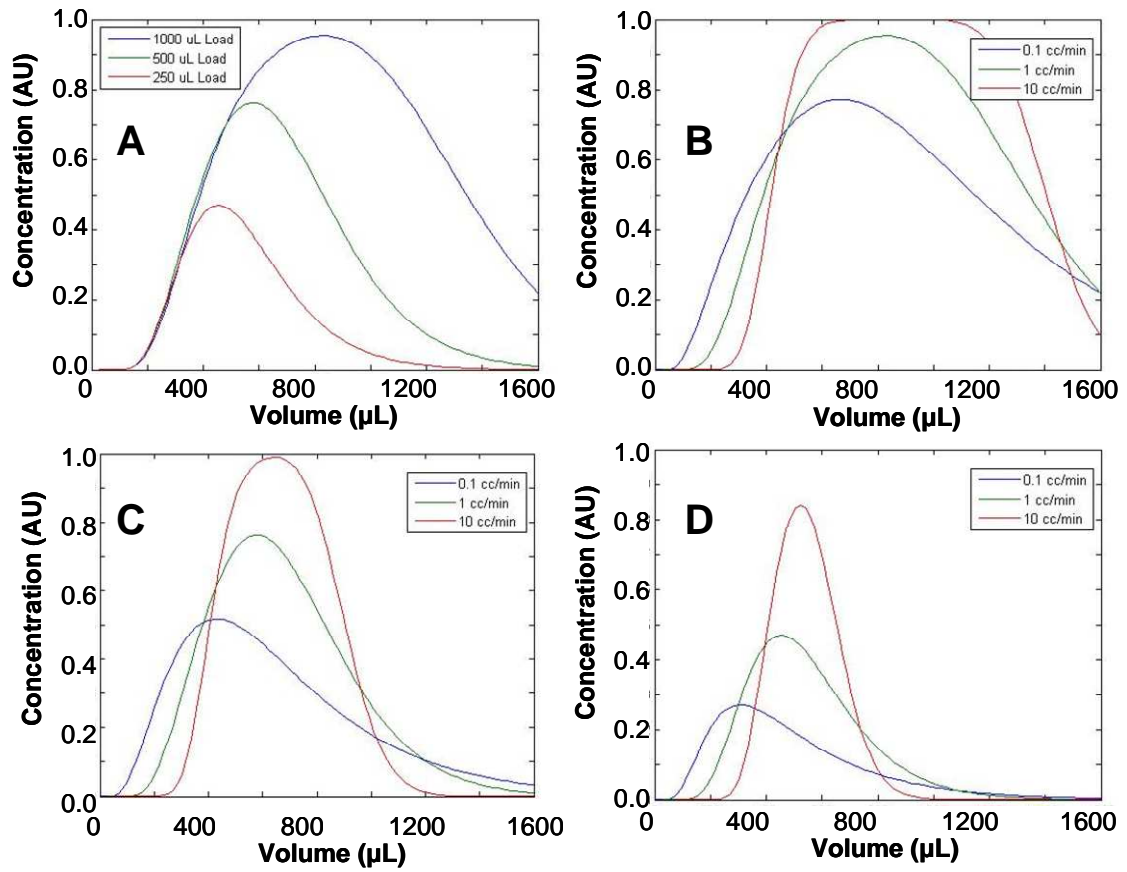 A
Concentration (AU)
1.0
0.8
0.6
0.4
0.2
0.0
1000 uL Load
500 uL Load
250 uL Load
0 400 800 1200 1600
Volume (µL)
B
Concentration (AU)
1.0
0.8
0.6
0.4
0.2
0.0
0.1 cc/min
1 cc/min
10 cc/min
0 400 800 1200 1600
Volume (µL)
C
Concentration (AU)
1.0
0.8
0.6
0.4
0.2
0.0
0.1 cc/min
1 cc/min
10 cc/min
0 400 800 1200 1600
Volume (µL)
D
Concentration (AU)
1.0
0.8
0.6
0.4
0.2
0.0
0.1 cc/min
1 cc/min
10 cc/min
0 400 800 1200 1600
Volume (µL)